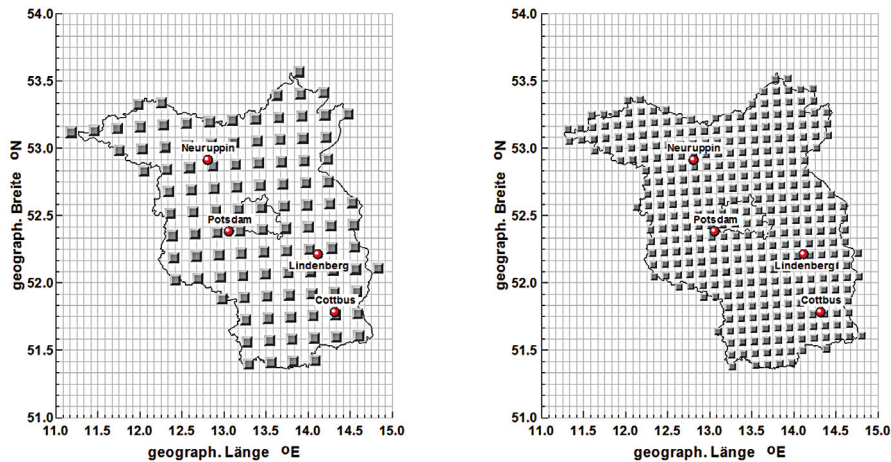 54.0
53.5
53.0
52.5
52.0
51.5
51.0
geograph. Breite °N
Neuruppin
Potsdam
Lindenberg
Cottbus
11.0 11.5 12.0 12.5 13.0 13.5 14.0 14.5 15.0
geograph. Länge °E
54.0
53.5
53.0
52.5
52.0
51.5
51.0
geograph. Breite °N
Neuruppin
Potsdam
Lindenberg
Cottbus
11.0 11.5 12.0 12.5 13.0 13.5 14.0 14.5 15.0
geograph. Länge °E